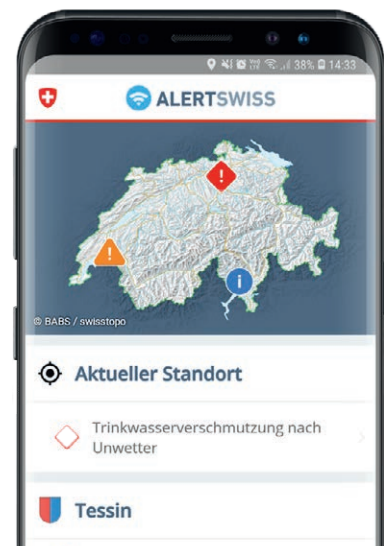 38% 14:33
ALERTSWISS
© BABS / swisstopo
Aktueller Standort
Trinkwasserverschmutzung nach
Unwetter
Tessin